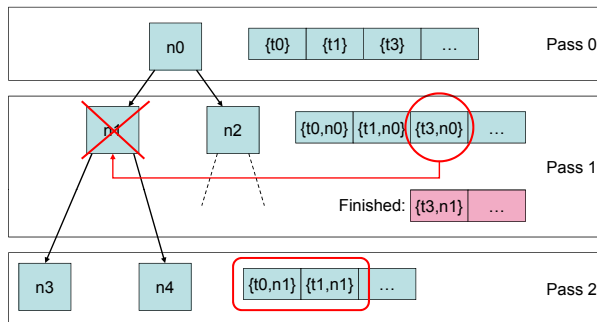 n0 {t0} {t1} {t3} … Pass 0
n1 n2 {t0,n0} {t1,n0} {t3,n0} …
Pass 1
Finished: {t3,n1} …
n3 n4 {t0,n1} {t1,n1} … Pass 2